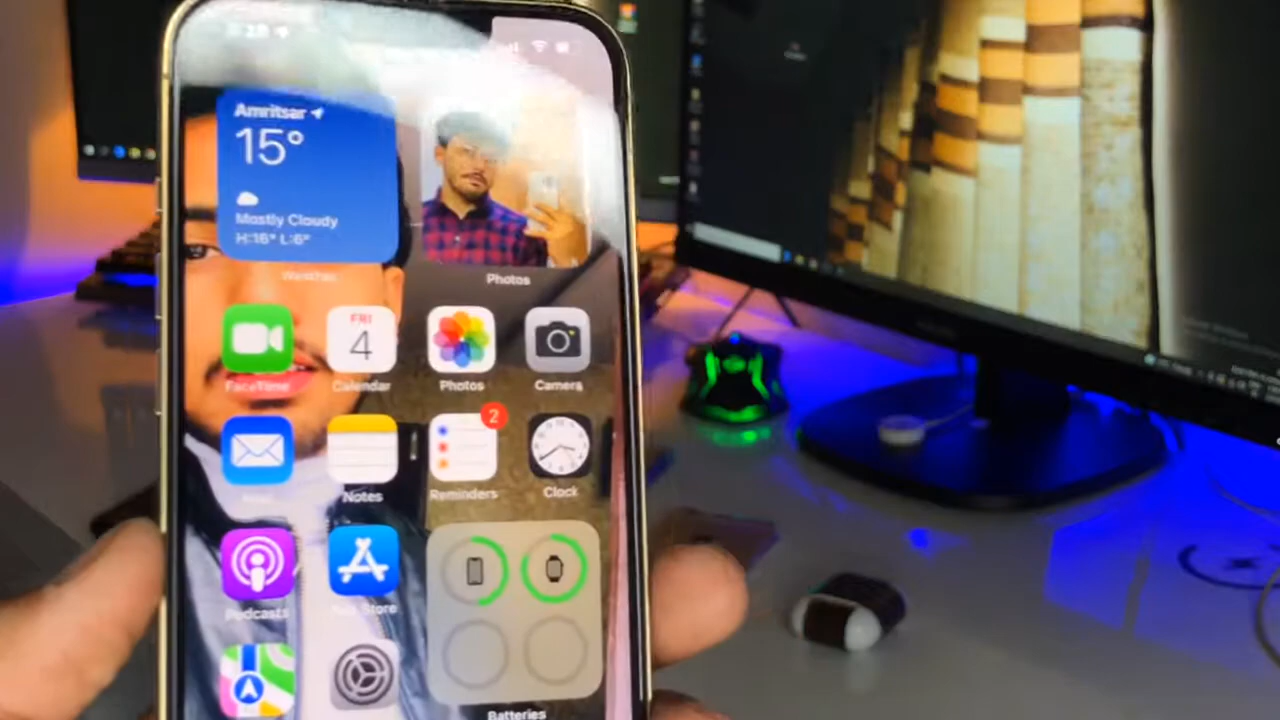 Amritsar
15°
Mostly Cloudy
H:16° L:6°
Weather
Photos
FRI
4
FaceTime
Calendar
Photos
Camera
2
Notes
Reminders
Clock
Podcasts
App Store
Batteries